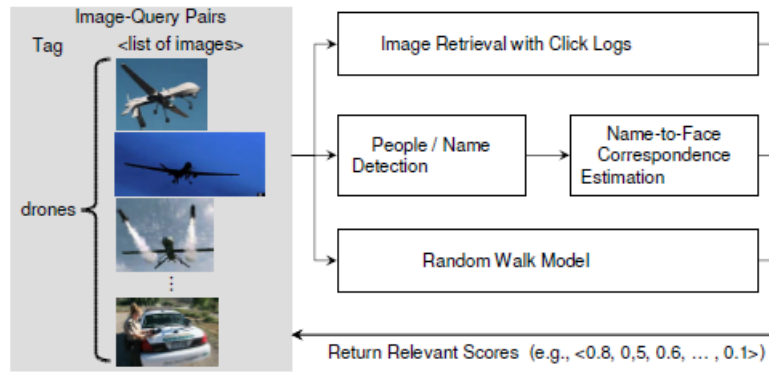 Image-Query Pairs
Tag <list of images>
drones
⋮
Image Retrieval with Click Logs
People / Name
Detection
Name-to-Face
Correspondence
Estimation
Random Walk Model
Return Relevant Scores (e.g., <0.8, 0,5, 0.6, ... , 0.1>)